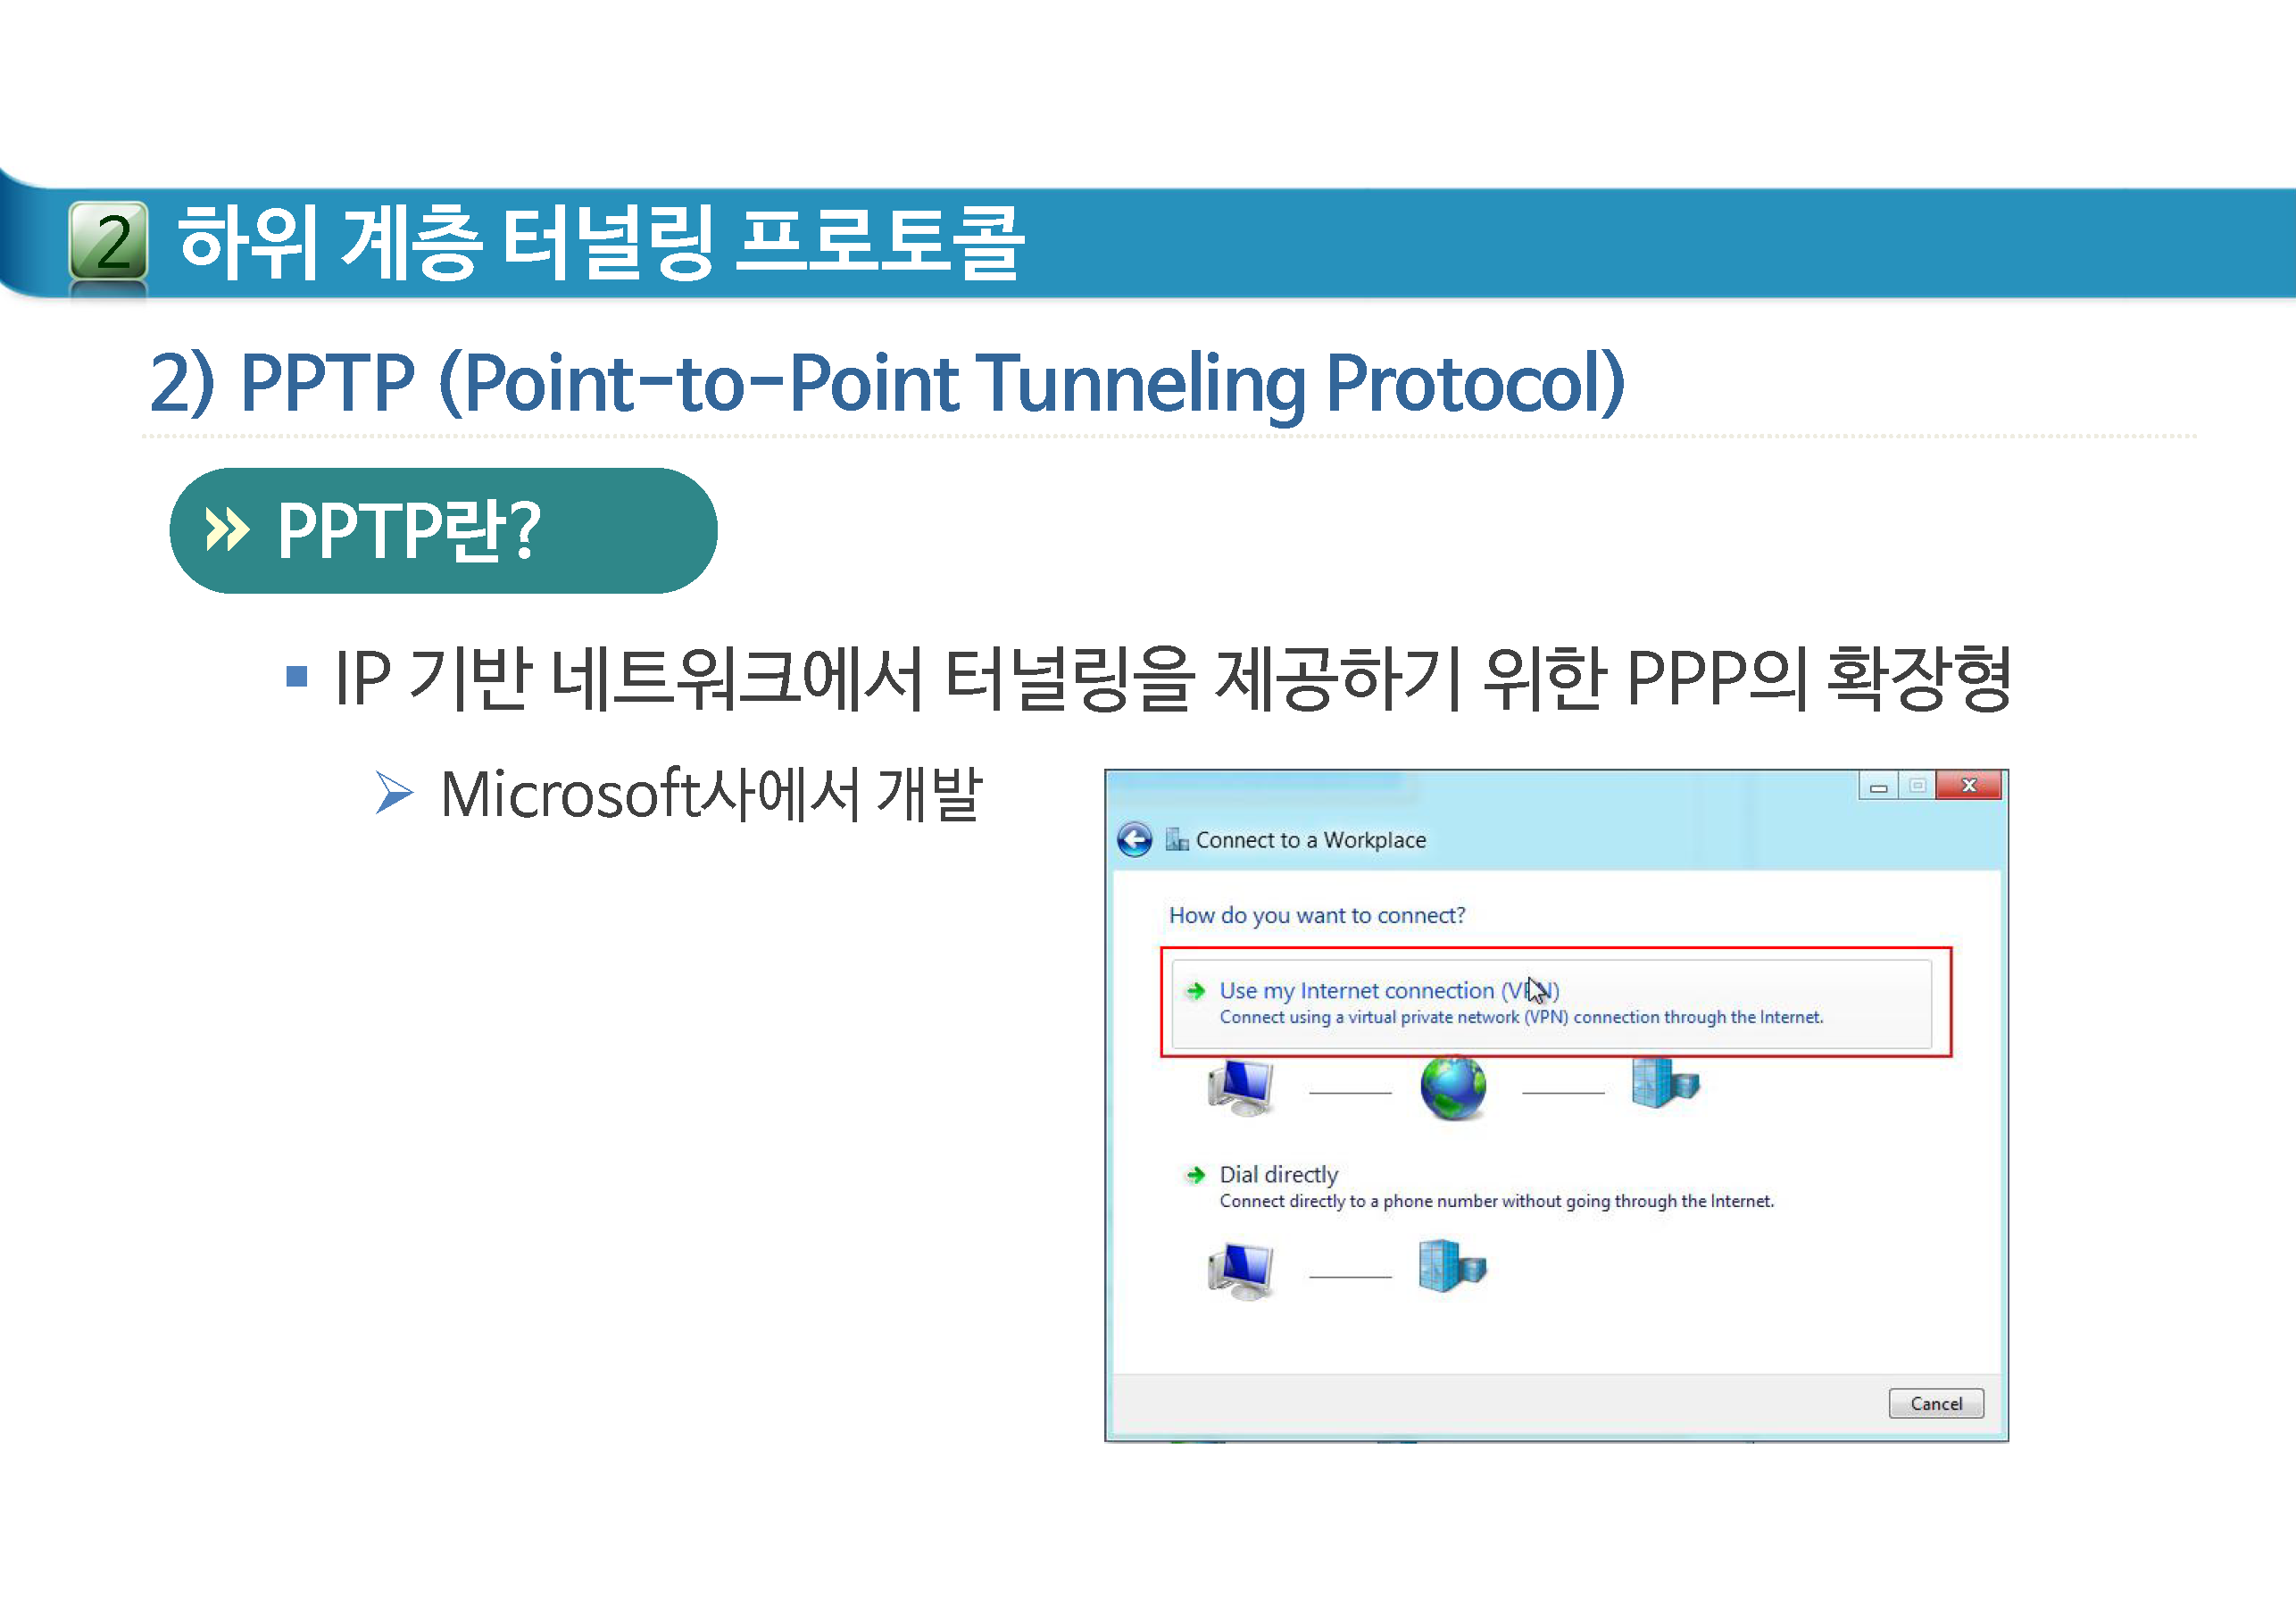 2 하위 계층 터널링 프로토콜
2) PPTP (Point-to-Point Tunneling Protocol)
» PPTP란?
▪ IP 기반 네트워크에서 터널링을 제공하기 위한 PPP의 확장형
➢ Microsoft사에서 개발
Connect to a Workplace
How do you want to connect?
Use my Internet connection (VPN)
Connect using a virtual private network (VPN) connection through the Internet.
Dial directly
Connect directly to a phone number without going through the Internet.
Cancel